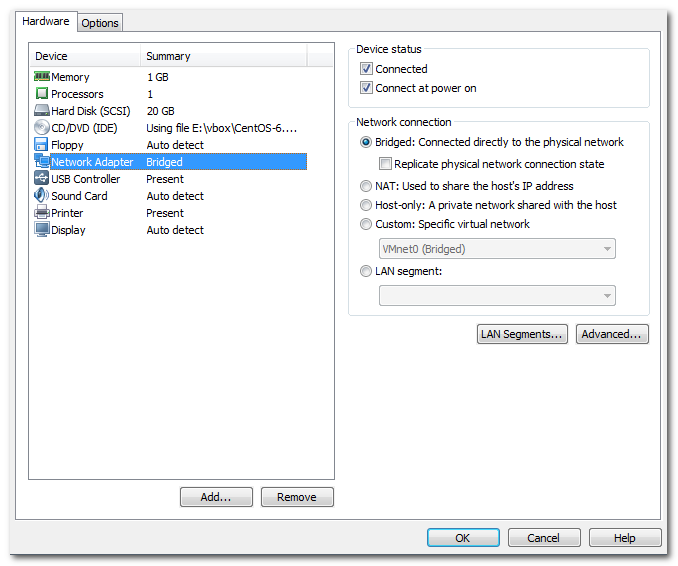 Hardware Options
Device Summary
Memory 1 GB
Processors 1
Hard Disk (SCSI) 20 GB
CD/DVD (IDE) Using file E:\vbox\CentOS-6....
Floppy Auto detect
Network Adapter Bridged
USB Controller Present
Sound Card Auto detect
Printer Present
Display Auto detect
Add... Remove
Device status
Connected
Connect at power on
Network connection
Bridged: Connected directly to the physical network
Replicate physical network connection state
NAT: Used to share the host's IP address
Host-only: A private network shared with the host
Custom: Specific virtual network
VMnet0 (Bridged)
LAN segment:
LAN Segments... Advanced...
OK Cancel Help